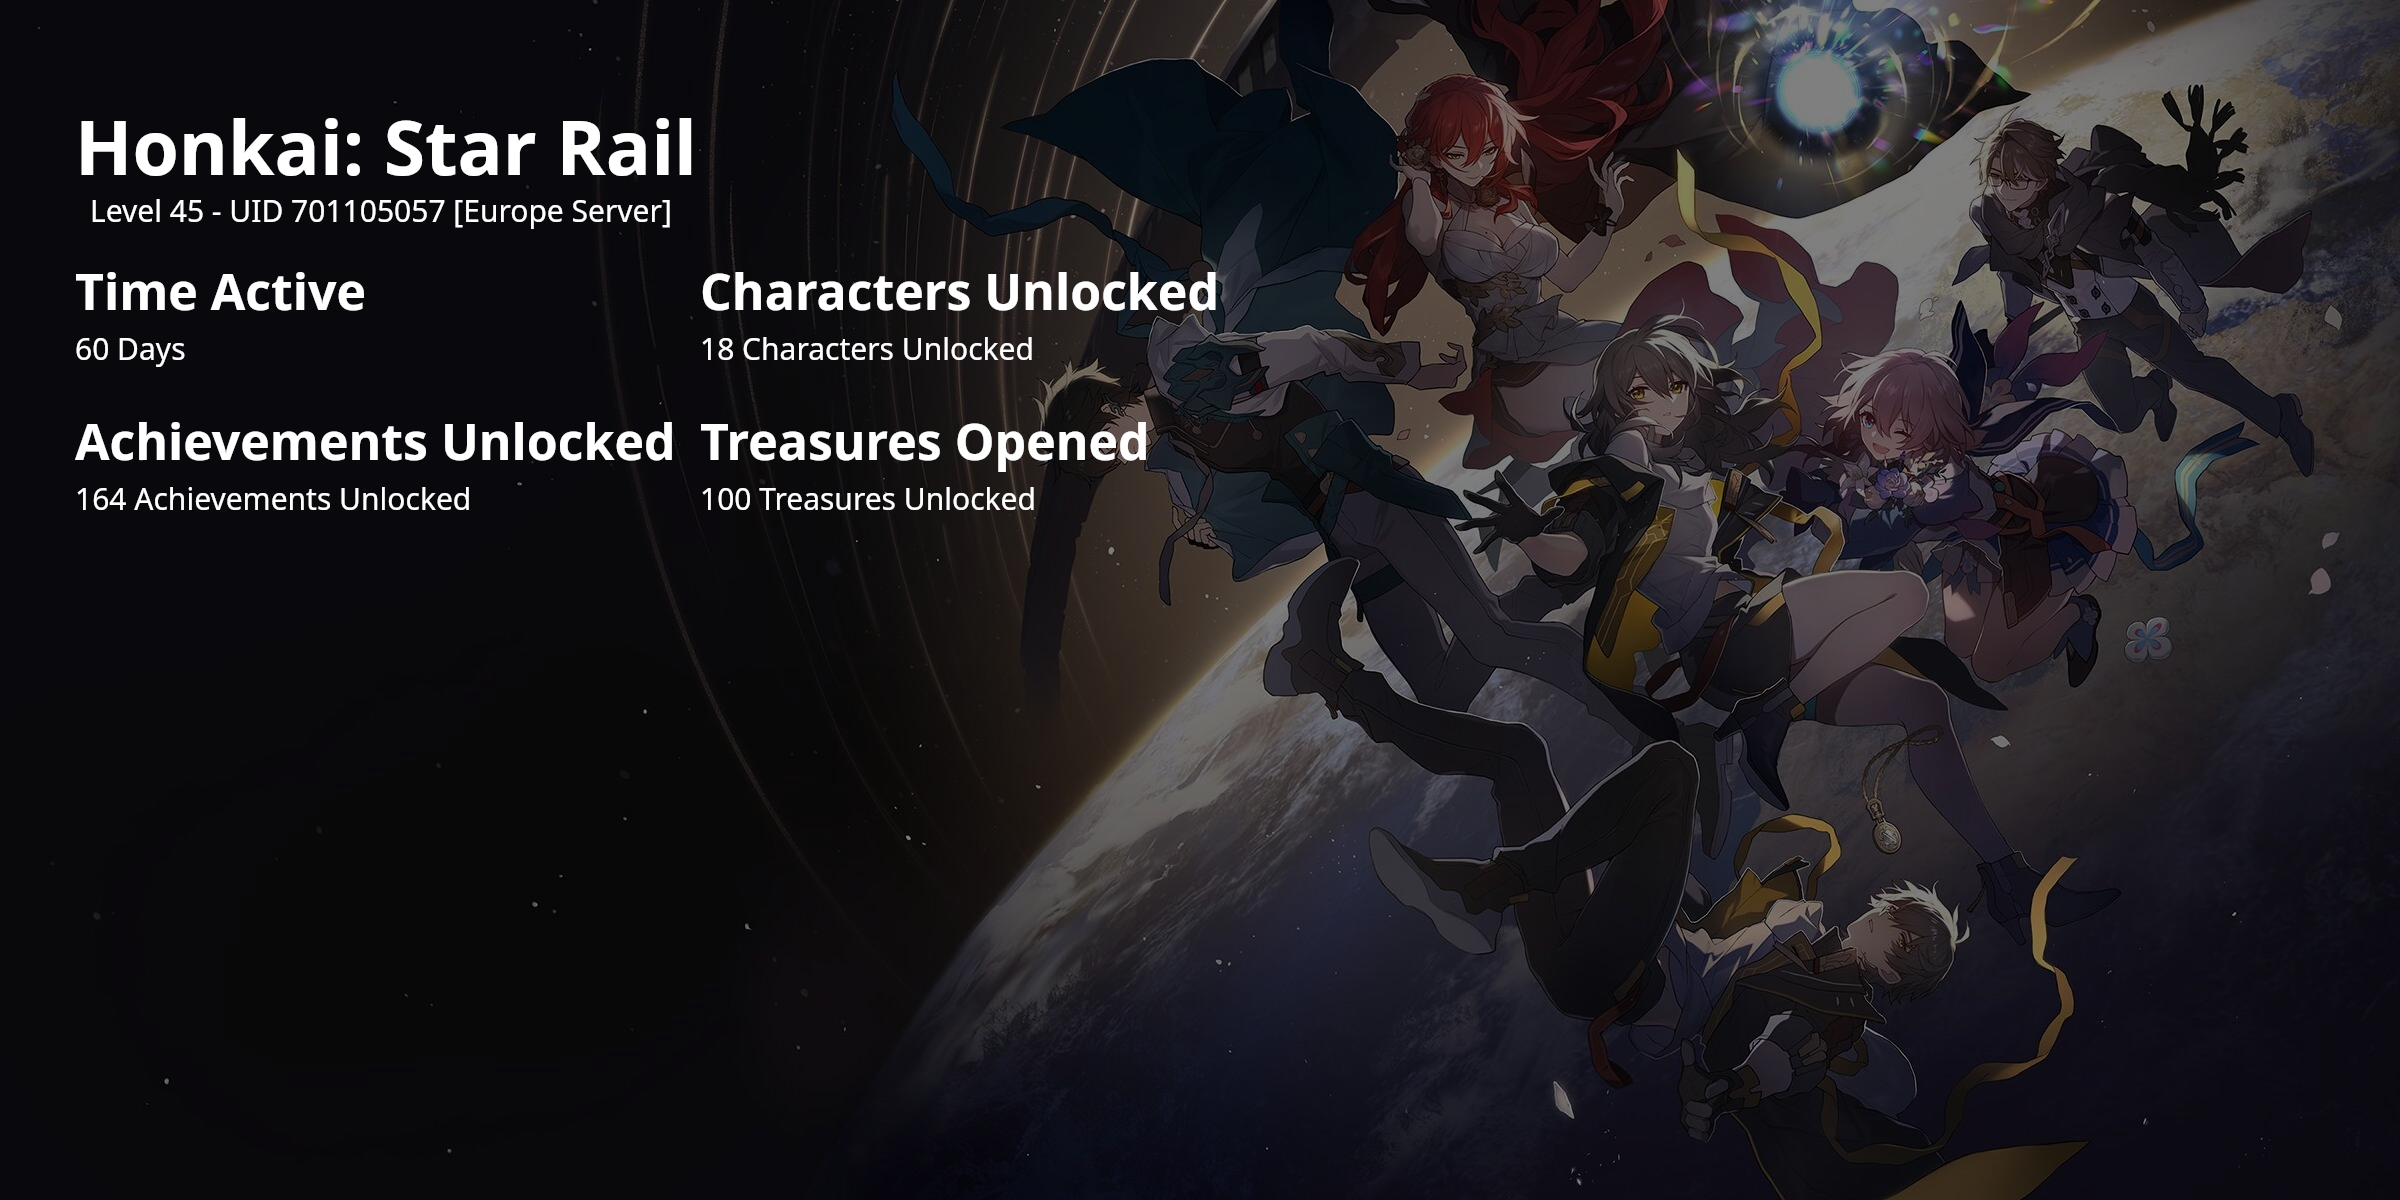 Honkai: Star Rail
Level 45 - UID 701105057 [Europe Server]
Time Active
60 Days
Characters Unlocked
18 Characters Unlocked
Achievements Unlocked
164 Achievements Unlocked
Treasures Opened
100 Treasures Unlocked